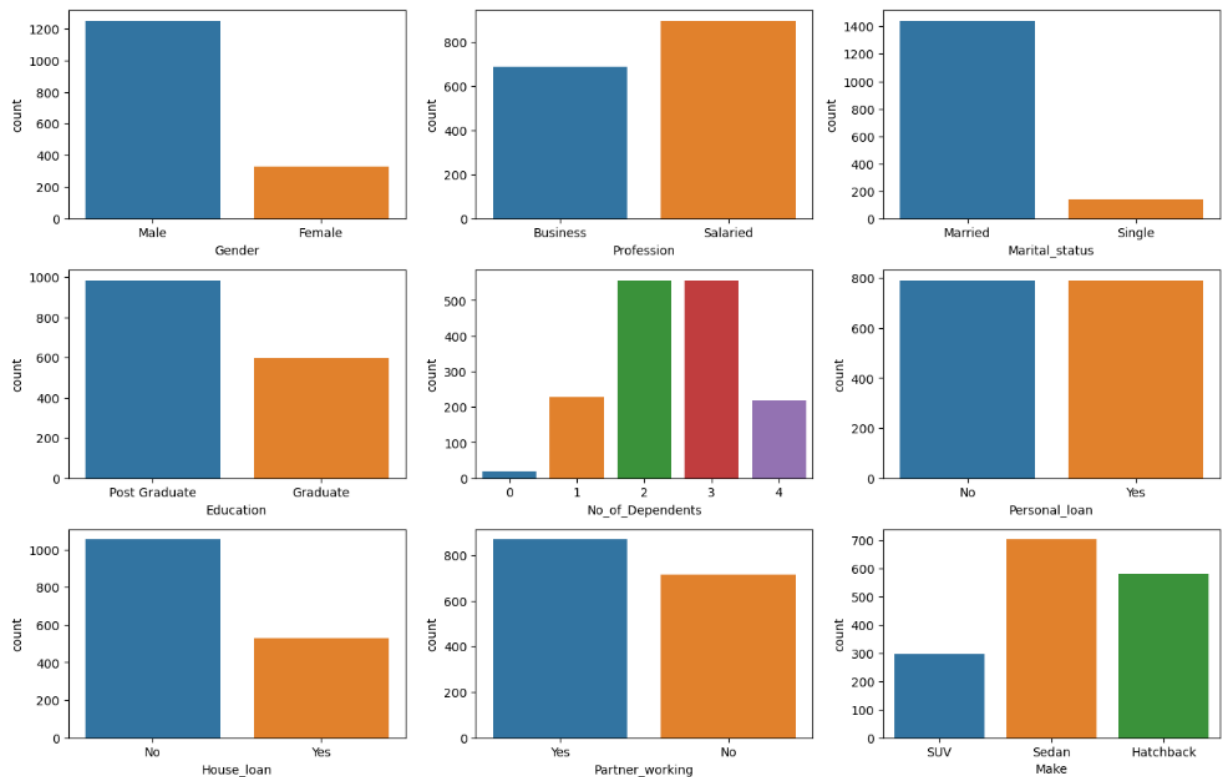 count
1200
1000
800
600
400
200
0
Male Female
Gender
count
800
600
400
200
0
Business Salaried
Profession
count
1400
1200
1000
800
600
400
200
0
Married Single
Marital_status
count
1000
800
600
400
200
0
Post Graduate Graduate
Education
count
500
400
300
200
100
0
0 1 2 3 4
No_of_Dependents
count
800
600
400
200
0
No Yes
Personal_loan
count
1000
800
600
400
200
0
No Yes
House_loan
count
800
600
400
200
0
Yes No
Partner_working
count
700
600
500
400
300
200
100
0
SUV Sedan Hatchback
Make